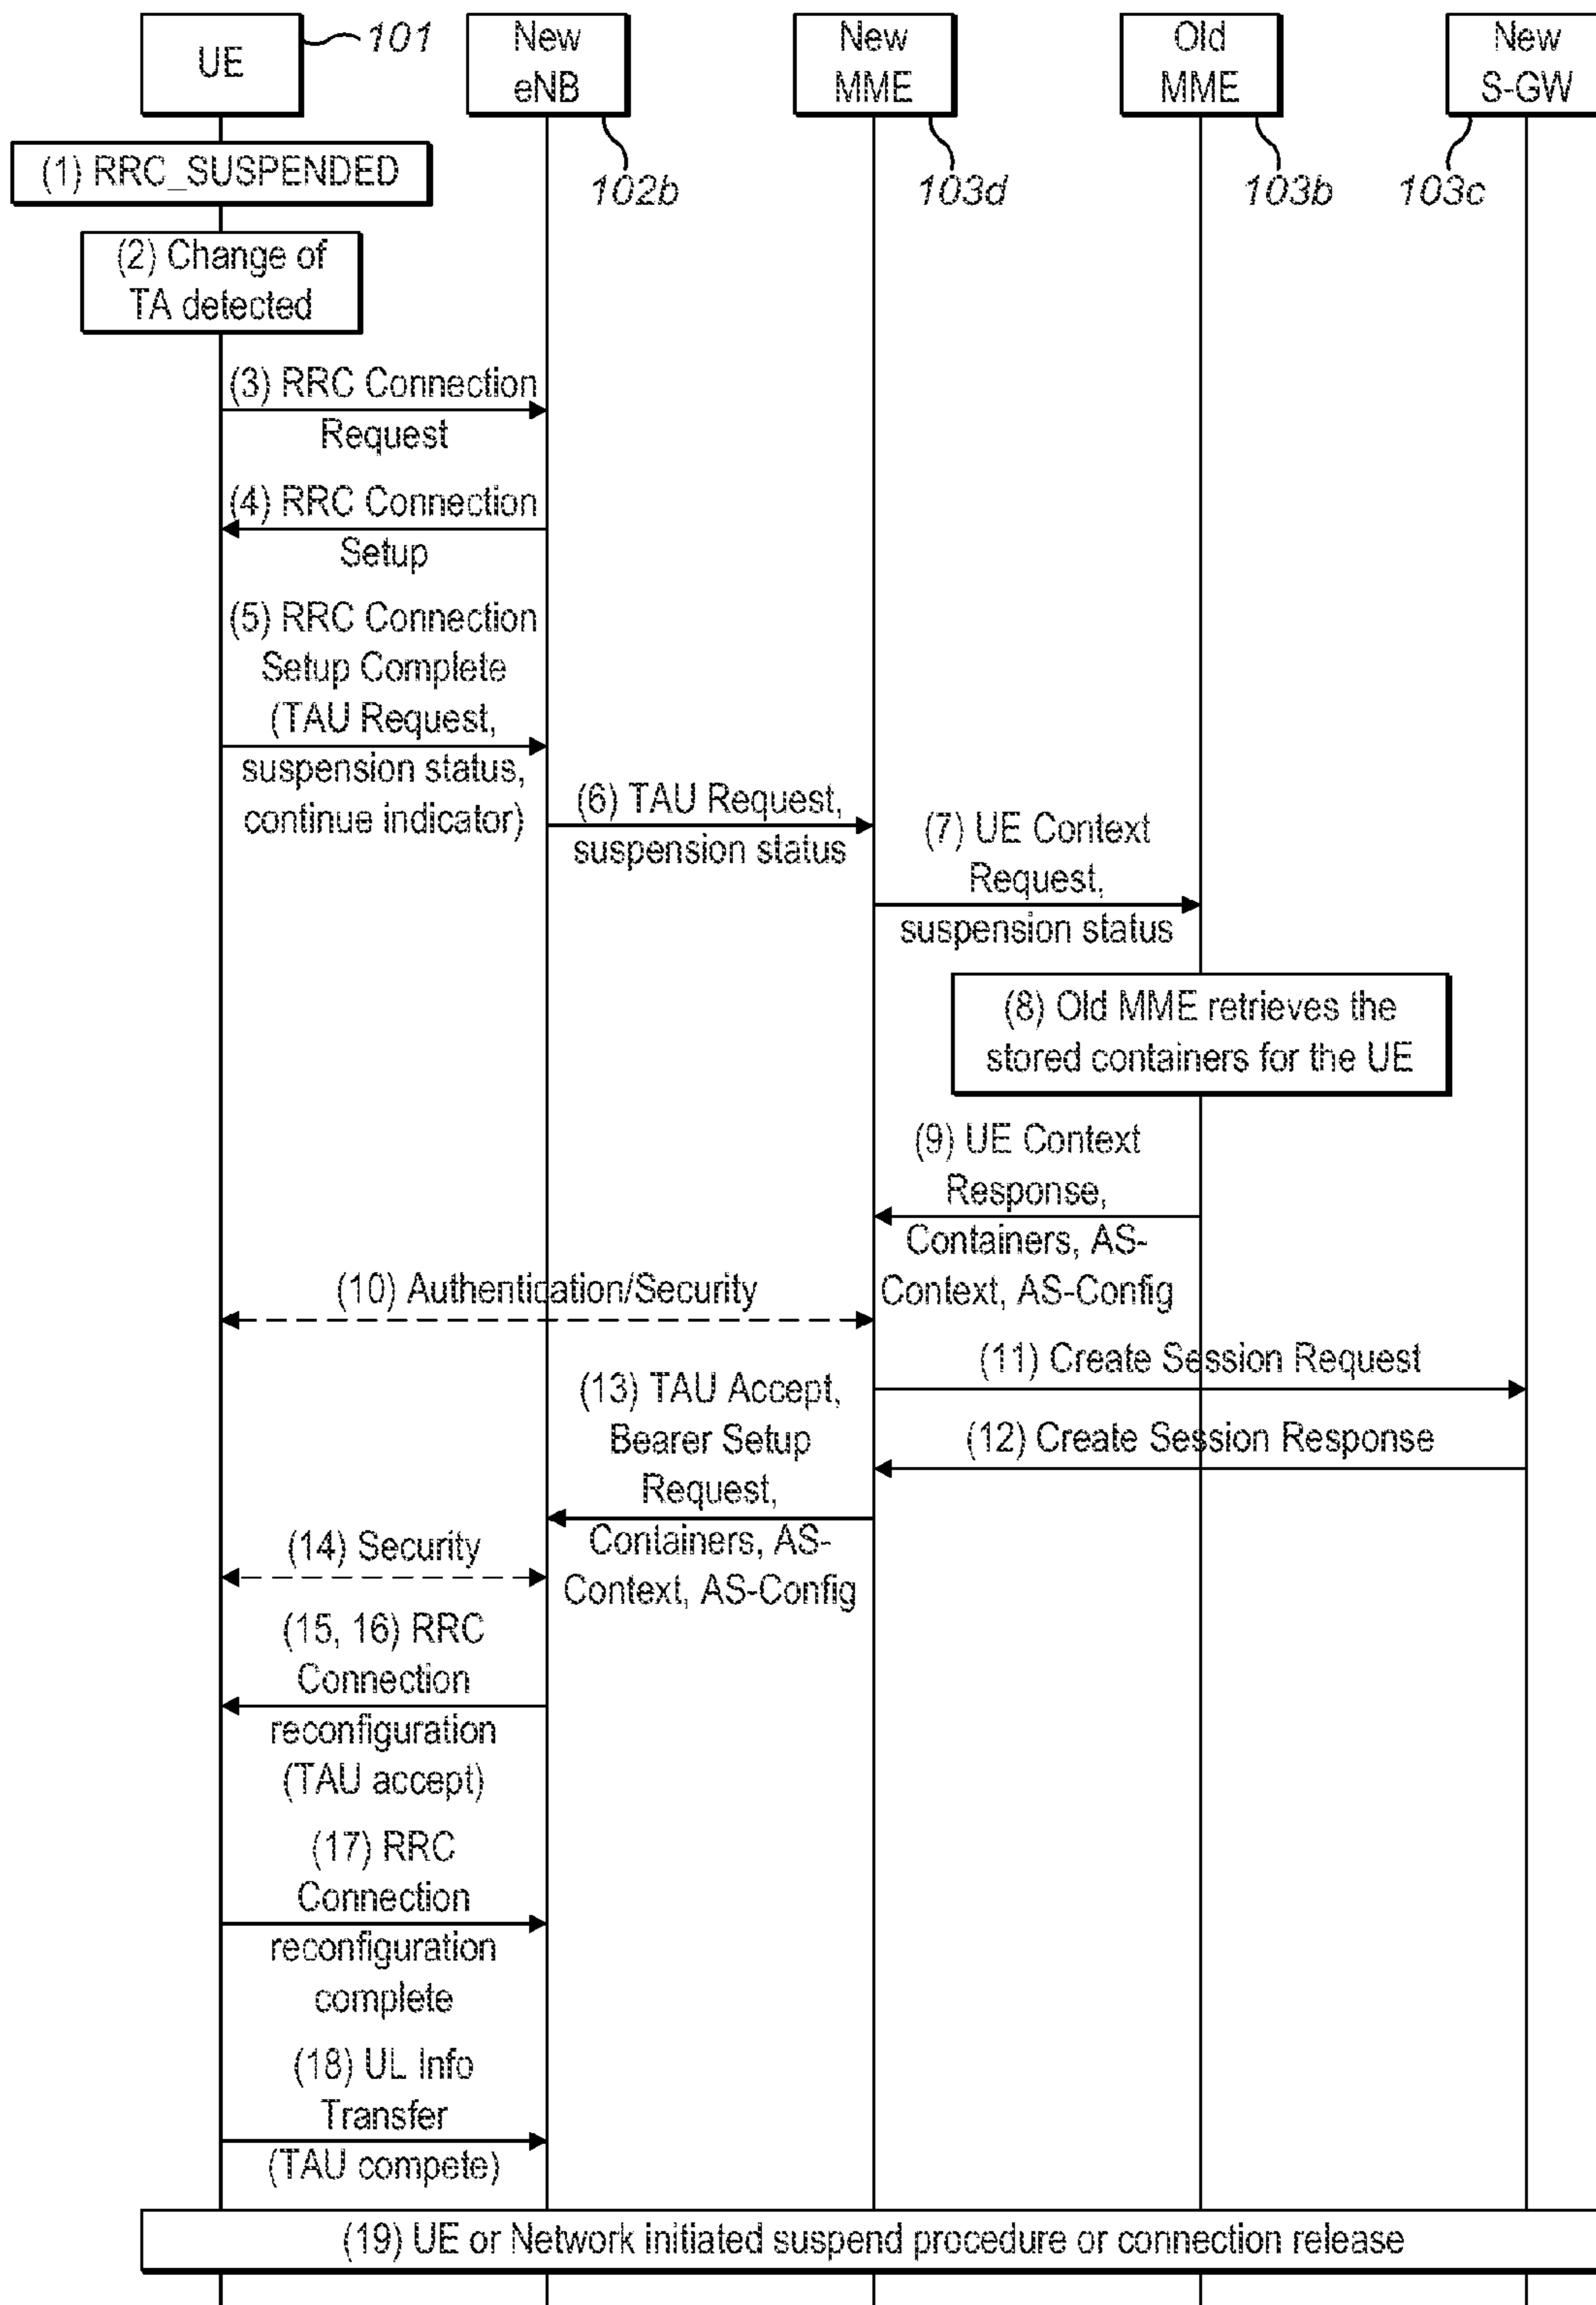 UE
101
New
eNB
102b
New
MME
103d
Old
MME
103b
New
S-GW
103c
(1) RRC_SUSPENDED
(2) Change of
TA detected
(3) RRC Connection
Request
(4) RRC Connection
Setup
(5) RRC Connection
Setup Complete
(TAU Request,
suspension status,
continue indicator)
(6) TAU Request,
suspension status
(7) UE Context
Request,
suspension status
(8) Old MME retrieves the
stored containers for the UE
(9) UE Context
Response,
Containers, AS-
Context, AS-Config
(10) Authentication/Security
(11) Create Session Request
(12) Create Session Response
(13) TAU Accept,
Bearer Setup
Request,
Containers, AS-
Context, AS-Config
(14) Security
(15, 16) RRC
Connection
reconfiguration
(TAU accept)
(17) RRC
Connection
reconfiguration
complete
(18) UL Info
Transfer
(TAU compete)
(19) UE or Network initiated suspend procedure or connection release